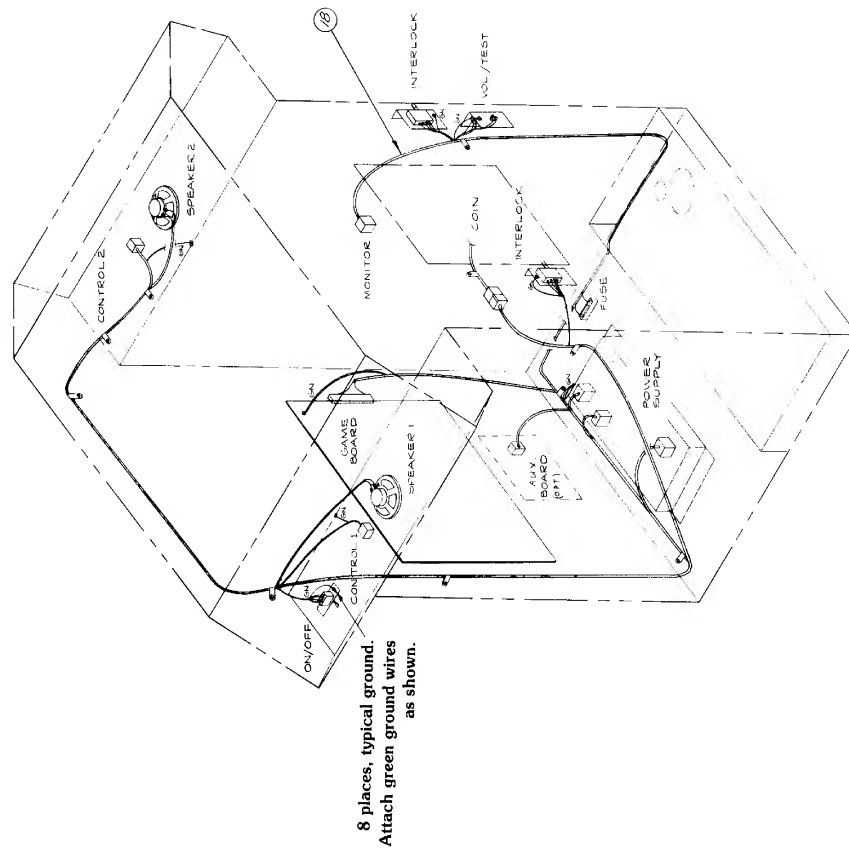 18
INTERLOCK
VOL/TEST
SPEAKER 2
CONTROL 2
MONITOR
COIN
INTERLOCK
FUSE
GAME
BOARD
SPEAKER 1
POWER
SUPPLY
AUX.
BOARD
(OPT)
CONTROL 1
ON/OFF
8 places, typical ground.
Attach green ground wires
as shown.